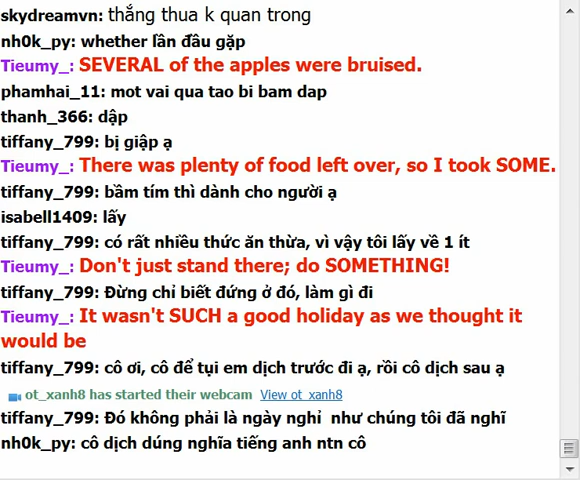 skydreamvn: thắng thua k quan trong
nh0k_py: whether lần đầu gặp
Tieumy_: SEVERAL of the apples were bruised.
phamhai_11: mot vai qua tao bi bam dap
thanh_366: dập
tiffany_799: bị giập ạ
Tieumy_: There was plenty of food left over, so I took SOME.
tiffany_799: bầm tím thì dành cho người ạ
isabell1409: lấy
tiffany_799: có rất nhiều thức ăn thừa, vì vậy tôi lấy về 1 ít
Tieumy_: Don't just stand there; do SOMETHING!
tiffany_799: Đừng chỉ biết đứng ở đó, làm gì đi
Tieumy_: It wasn't SUCH a good holiday as we thought it
would be
tiffany_799: cô ơi, cô để tụi em dịch trước đi ạ, rồi cô dịch sau ạ
ot_xanh8 has started their webcam View ot_xanh8
tiffany_799: Đó không phải là ngày nghỉ như chúng tôi đã nghĩ
nh0k_py: cô dịch dúng nghĩa tiếng anh ntn cô